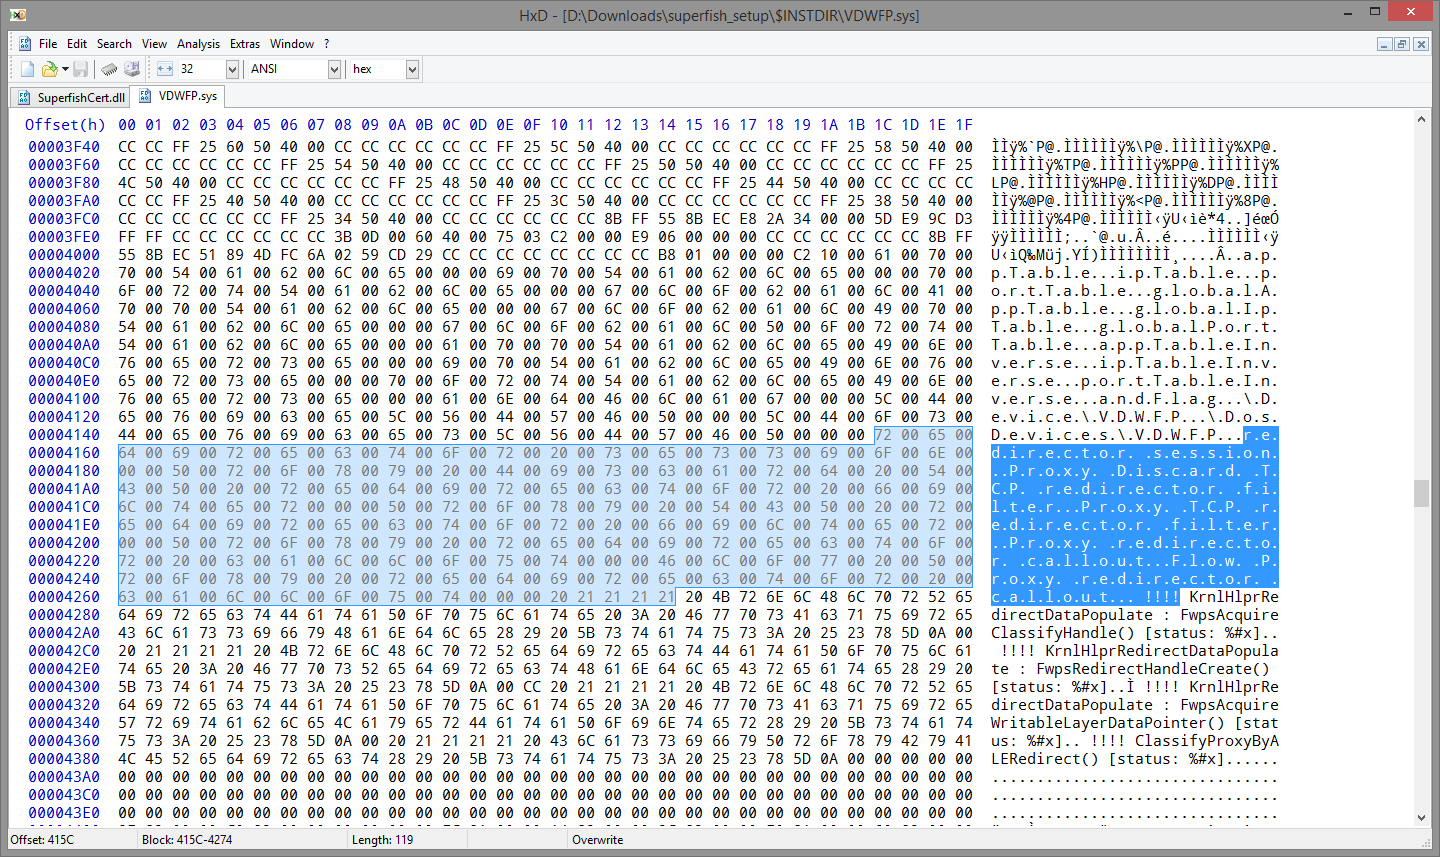 HxD - [D:\Downloads\superfish_setup\$INSTDIR\VDWFP.sys]
File Edit Search View Analysis Extras Window ?
32 ANSI hex
SuperfishCert.dll VDWFP.sys
Offset(h) 00 01 02 03 04 05 06 07 08 09 0A 0B 0C 0D 0E 0F 10 11 12 13 14 15 16 17 18 19 1A 1B 1C 1D 1E 1F
00003F40 CC CC FF 25 60 50 40 00 CC CC CC CC CC CC FF 25 5C 50 40 00 CC CC CC CC CC CC FF 25 58 50 40 00 ÌÌÿ%`P@.ÌÌÌÌÌÌÿ%\P@.ÌÌÌÌÌÌÿ%XP@.
00003F60 CC CC CC CC CC CC FF 25 54 50 40 00 CC CC CC CC CC CC FF 25 50 50 40 00 CC CC CC CC CC CC FF 25 ÌÌÌÌÌÌÿ%TP@.ÌÌÌÌÌÌÿ%PP@.ÌÌÌÌÌÌÿ%
00003F80 4C 50 40 00 CC CC CC CC CC CC FF 25 48 50 40 00 CC CC CC CC CC CC FF 25 44 50 40 00 CC CC CC CC LP@.ÌÌÌÌÌÌÿ%HP@.ÌÌÌÌÌÌÿ%DP@.ÌÌÌÌ
00003FA0 CC CC FF 25 40 50 40 00 CC CC CC CC CC CC FF 25 3C 50 40 00 CC CC CC CC CC CC FF 25 38 50 40 00 ÌÌÿ%@P@.ÌÌÌÌÌÌÿ%<P@.ÌÌÌÌÌÌÿ%8P@.
00003FC0 CC CC CC CC CC CC FF 25 34 50 40 00 CC CC CC CC CC CC 8B FF 55 8B EC E8 2A 34 00 00 5D E9 9C D3 ÌÌÌÌÌÌÿ%4P@.ÌÌÌÌÌÌ‹ÿU‹ìè*4..]éœÓ
00003FE0 FF FF CC CC CC CC CC CC 3B 0D 00 60 40 00 75 03 C2 00 00 E9 06 00 00 00 CC CC CC CC CC CC 8B FF ÿÿÌÌÌÌÌÌ;..`@.u.Â..é....ÌÌÌÌÌÌ‹ÿ
00004000 55 8B EC 51 89 4D FC 6A 02 59 CD 29 CC CC CC CC CC CC CC CC B8 01 00 00 00 C2 10 00 61 00 70 00 U‹ìQ‰Müj.YÍ)ÌÌÌÌÌÌÌÌ¸....Â..a.p.
00004020 70 00 54 00 61 00 62 00 6C 00 65 00 00 00 69 00 70 00 54 00 61 00 62 00 6C 00 65 00 00 00 70 00 p.T.a.b.l.e...i.p.T.a.b.l.e...p.
00004040 6F 00 72 00 74 00 54 00 61 00 62 00 6C 00 65 00 00 00 67 00 6C 00 6F 00 62 00 61 00 6C 00 41 00 o.r.t.T.a.b.l.e...g.l.o.b.a.l.A.
00004060 70 00 70 00 54 00 61 00 62 00 6C 00 65 00 00 00 67 00 6C 00 6F 00 62 00 61 00 6C 00 49 00 70 00 p.p.T.a.b.l.e...g.l.o.b.a.l.I.p.
00004080 54 00 61 00 62 00 6C 00 65 00 00 00 67 00 6C 00 6F 00 62 00 61 00 6C 00 50 00 6F 00 72 00 74 00 T.a.b.l.e...g.l.o.b.a.l.P.o.r.t.
000040A0 54 00 61 00 62 00 6C 00 65 00 00 00 61 00 70 00 70 00 54 00 61 00 62 00 6C 00 65 00 49 00 6E 00 T.a.b.l.e...a.p.p.T.a.b.l.e.I.n.
000040C0 76 00 65 00 72 00 73 00 65 00 00 00 69 00 70 00 54 00 61 00 62 00 6C 00 65 00 49 00 6E 00 76 00 v.e.r.s.e...i.p.T.a.b.l.e.I.n.v.
000040E0 65 00 72 00 73 00 65 00 00 00 70 00 6F 00 72 00 74 00 54 00 61 00 62 00 6C 00 65 00 49 00 6E 00 e.r.s.e...p.o.r.t.T.a.b.l.e.I.n.
00004100 76 00 65 00 72 00 73 00 65 00 00 00 61 00 6E 00 64 00 46 00 6C 00 61 00 67 00 00 00 5C 00 44 00 v.e.r.s.e...a.n.d.F.l.a.g...\.D.
00004120 65 00 76 00 69 00 63 00 65 00 5C 00 56 00 44 00 57 00 46 00 50 00 00 00 5C 00 44 00 6F 00 73 00 e.v.i.c.e.\.V.D.W.F.P...\.D.o.s.
00004140 44 00 65 00 76 00 69 00 63 00 65 00 73 00 5C 00 56 00 44 00 57 00 46 00 50 00 00 00 72 00 65 00 D.e.v.i.c.e.s.\.V.D.W.F.P...r.e.
00004160 64 00 69 00 72 00 65 00 63 00 74 00 6F 00 72 00 20 00 73 00 65 00 73 00 73 00 69 00 6F 00 6E 00 d.i.r.e.c.t.o.r. .s.e.s.s.i.o.n.
00004180 00 00 50 00 72 00 6F 00 78 00 79 00 20 00 44 00 69 00 73 00 63 00 61 00 72 00 64 00 20 00 54 00 ..P.r.o.x.y. .D.i.s.c.a.r.d. .T.
000041A0 43 00 50 00 20 00 72 00 65 00 64 00 69 00 72 00 65 00 63 00 74 00 6F 00 72 00 20 00 66 00 69 00 C.P. .r.e.d.i.r.e.c.t.o.r. .f.i.
000041C0 6C 00 74 00 65 00 72 00 00 00 50 00 72 00 6F 00 78 00 79 00 20 00 54 00 43 00 50 00 20 00 72 00 l.t.e.r...P.r.o.x.y. .T.C.P. .r.
000041E0 65 00 64 00 69 00 72 00 65 00 63 00 74 00 6F 00 72 00 20 00 66 00 69 00 6C 00 74 00 65 00 72 00 e.d.i.r.e.c.t.o.r. .f.i.l.t.e.r.
00004200 00 00 50 00 72 00 6F 00 78 00 79 00 20 00 72 00 65 00 64 00 69 00 72 00 65 00 63 00 74 00 6F 00 ..P.r.o.x.y. .r.e.d.i.r.e.c.t.o.
00004220 72 00 20 00 63 00 61 00 6C 00 6C 00 6F 00 75 00 74 00 00 00 46 00 6C 00 6F 00 77 00 20 00 50 00 r. .c.a.l.l.o.u.t...F.l.o.w. .P.
00004240 72 00 6F 00 78 00 79 00 20 00 72 00 65 00 64 00 69 00 72 00 65 00 63 00 74 00 6F 00 72 00 20 00 r.o.x.y. .r.e.d.i.r.e.c.t.o.r. .
00004260 63 00 61 00 6C 00 6C 00 6F 00 75 00 74 00 00 00 20 21 21 21 21 20 4B 72 6E 6C 48 6C 70 72 52 65 c.a.l.l.o.u.t... !!!! KrnlHlprRe
00004280 64 69 72 65 63 74 44 61 74 61 50 6F 70 75 6C 61 74 65 20 3A 20 46 77 70 73 41 63 71 75 69 72 65 directDataPopulate : FwpsAcquire
000042A0 43 6C 61 73 73 69 66 79 48 61 6E 64 6C 65 28 29 20 5B 73 74 61 74 75 73 3A 20 25 23 78 5D 0A 00 ClassifyHandle() [status: %#x]..
000042C0 20 21 21 21 21 20 4B 72 6E 6C 48 6C 70 72 52 65 64 69 72 65 63 74 44 61 74 61 50 6F 70 75 6C 61 !!!! KrnlHlprRedirectDataPopula
000042E0 74 65 20 3A 20 46 77 70 73 52 65 64 69 72 65 63 74 48 61 6E 64 6C 65 43 72 65 61 74 65 28 29 20 te : FwpsRedirectHandleCreate()
00004300 5B 73 74 61 74 75 73 3A 20 25 23 78 5D 0A 00 CC 20 21 21 21 21 20 4B 72 6E 6C 48 6C 70 72 52 65 [status: %#x]..Ì !!!! KrnlHlprRe
00004320 64 69 72 65 63 74 44 61 74 61 50 6F 70 75 6C 61 74 65 20 3A 20 46 77 70 73 41 63 71 75 69 72 65 directDataPopulate : FwpsAcquire
00004340 57 72 69 74 61 62 6C 65 4C 61 79 65 72 44 61 74 61 50 6F 69 6E 74 65 72 28 29 20 5B 73 74 61 74 WritableLayerDataPointer() [stat
00004360 75 73 3A 20 25 23 78 5D 0A 00 20 21 21 21 21 20 43 6C 61 73 73 69 66 79 50 72 6F 78 79 42 79 41 us: %#x].. !!!! ClassifyProxyByA
00004380 4C 45 52 65 64 69 72 65 63 74 28 29 20 5B 73 74 61 74 75 73 3A 20 25 23 78 5D 0A 00 00 00 00 00 LERedirect() [status: %#x]......
000043A0 00 00 00 00 00 00 00 00 00 00 00 00 00 00 00 00 00 00 00 00 00 00 00 00 00 00 00 00 00 00 00 00 ................................
000043C0 00 00 00 00 00 00 00 00 00 00 00 00 00 00 00 00 00 00 00 00 00 00 00 00 00 00 00 00 00 00 00 00 ................................
000043E0 00 00 00 00 00 00 00 00 00 00 00 00 00 00 00 00 00 00 00 00 00 00 00 00 00 00 00 00 00 00 00 00 ................................
Offset: 415C Block: 415C-4274 Length: 119 Overwrite